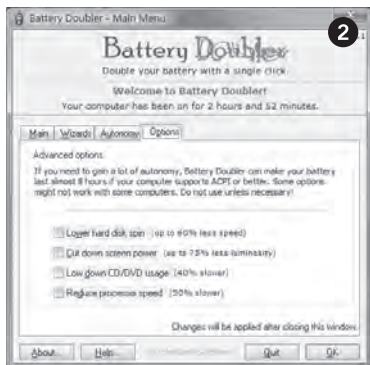 Battery Doubler - Main Menu
2
Battery Doubler
Double your battery with a single click
Welcome to Battery Doubler!
Your computer has been on for 2 hours and 52 minutes.
Main Wizards Autonomy Options
Advanced options
If you need to gain a lot of autonomy, Battery Doubler can make your battery
last almost 8 hours if your computer supports ACPI or better. Some options
might not work with some computers. Do not use unless necessary!
Lower hard disk spin (up to 60% less speed)
Cut down screen power (up to 75% less luminosity)
Low down CD/DVD usage (40% slower)
Reduce processor speed (50% slower)
Changes will be applied after closing this window.
About... Help... Quit OK